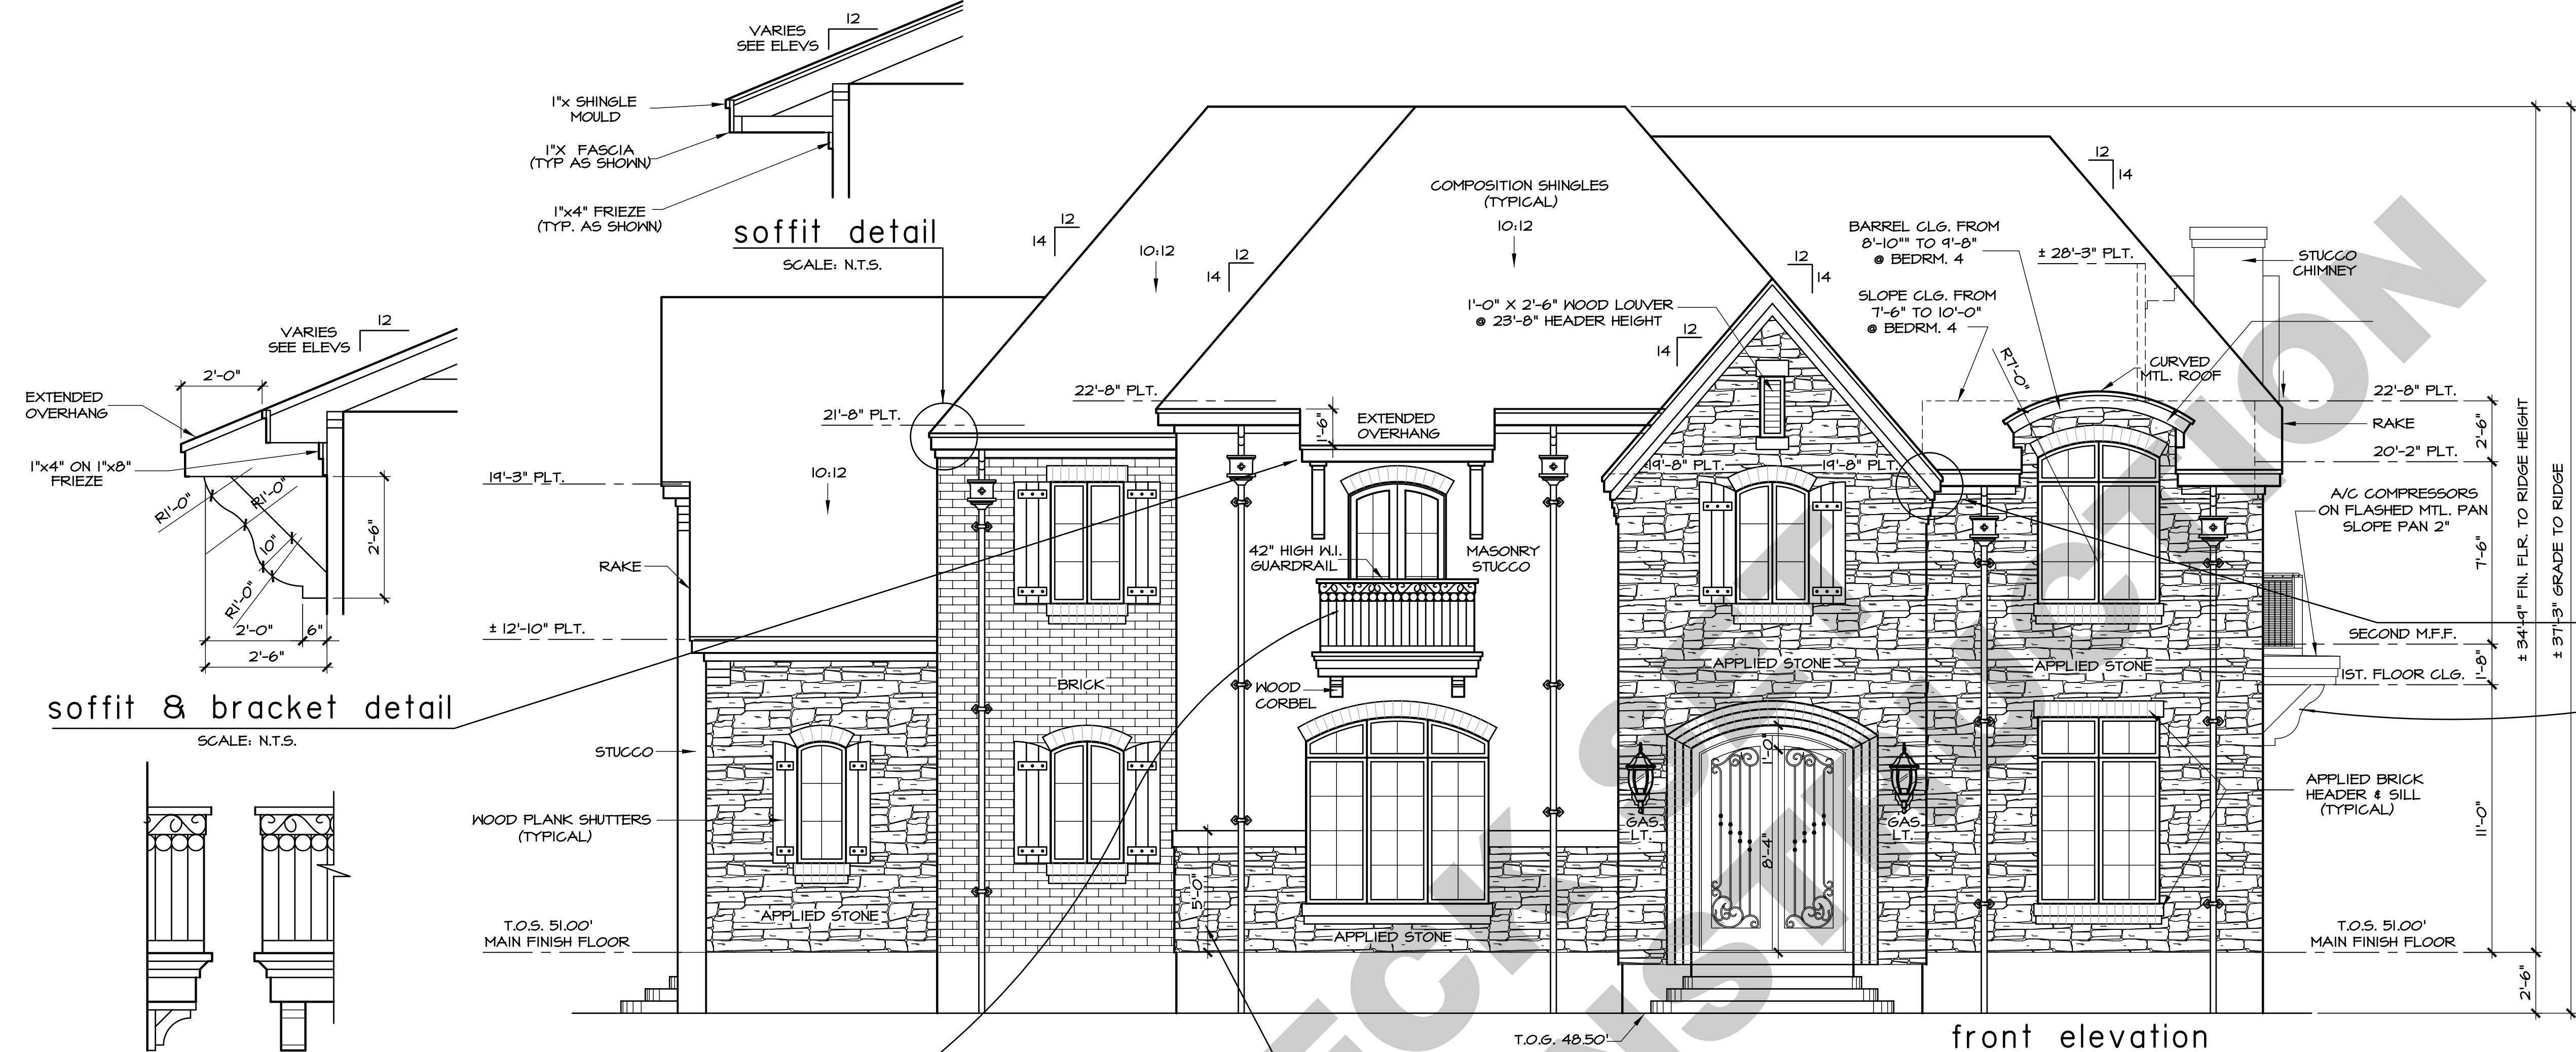 VARIES
SEE ELEVS
12
1"x SHINGLE
MOULD
1"X FASCIA
(TYP AS SHOWN)
1"x4" FRIEZE
(TYP. AS SHOWN)
soffit detail
SCALE: N.T.S.
VARIES
SEE ELEVS
12
2'-0"
EXTENDED
OVERHANG
1"x4" ON 1"x8"
FRIEZE
R1'-0"
R1'-0"
10"
R1'-0"
2'-6"
2'-0"
6"
2'-6"
soffit & bracket detail
SCALE: N.T.S.
12
14
10:12
12
14
COMPOSITION SHINGLES
(TYPICAL)
10:12
1'-0" X 2'-6" WOOD LOUVER
@ 23'-8" HEADER HEIGHT
12
14
12
14
BARREL CLG. FROM
8'-10"" TO 9'-8"
@ BEDRM. 4
SLOPE CLG. FROM
7'-6" TO 10'-0"
@ BEDRM. 4
12
14
± 28'-3" PLT.
STUCCO
CHIMNEY
R7'-0"
CURVED
MTL. ROOF
22'-8" PLT.
21'-8" PLT.
1'-6"
EXTENDED
OVERHANG
22'-8" PLT.
RAKE
2'-6"
20'-2" PLT.
19'-3" PLT.
10:12
19'-8" PLT.
19'-8" PLT.
A/C COMPRESSORS
ON FLASHED MTL. PAN
SLOPE PAN 2"
7'-6"
RAKE
42" HIGH W.I.
GUARDRAIL
MASONRY
STUCCO
± 12'-10" PLT.
SECOND M.F.F.
BRICK
WOOD
CORBEL
APPLIED STONE
APPLIED STONE
1ST. FLOOR CLG.
1'-8"
STUCCO
1'-0"
APPLIED BRICK
HEADER & SILL
(TYPICAL)
WOOD PLANK SHUTTERS
(TYPICAL)
GAS
LT.
GAS
LT.
8'-4"
11'-0"
5'-0"
APPLIED STONE
APPLIED STONE
T.O.S. 51.00'
MAIN FINISH FLOOR
T.O.S. 51.00'
MAIN FINISH FLOOR
2'-6"
± 34'-9" FIN. FLR. TO RIDGE HEIGHT
± 37'-3" GRADE TO RIDGE
T.O.G. 48.50'
front elevation
ECK SET
NSTRUCTION